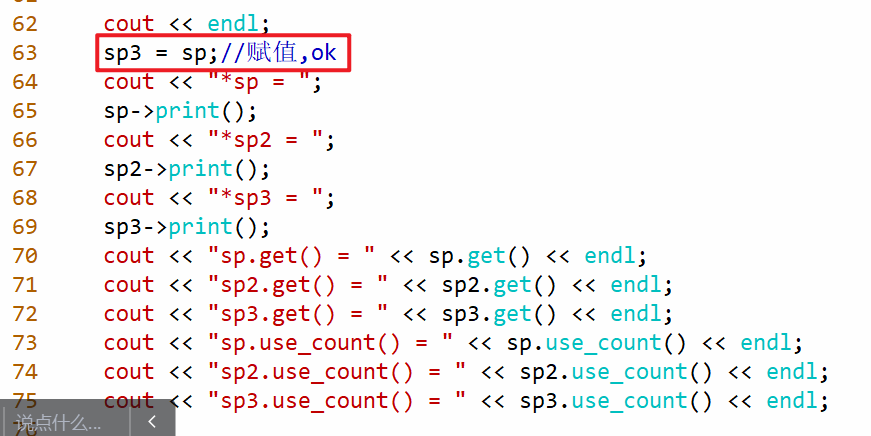 62 cout << endl;
63 sp3 = sp;//赋值,ok
64 cout << "*sp = ";
65 sp->print();
66 cout << "*sp2 = ";
67 sp2->print();
68 cout << "*sp3 = ";
69 sp3->print();
70 cout << "sp.get() = " << sp.get() << endl;
71 cout << "sp2.get() = " << sp2.get() << endl;
72 cout << "sp3.get() = " << sp3.get() << endl;
73 cout << "sp.use_count() = " << sp.use_count() << endl;
74 cout << "sp2.use_count() = " << sp2.use_count() << endl;
75 cout << "sp3.use_count() = " << sp3.use_count() << endl;
说点什么...